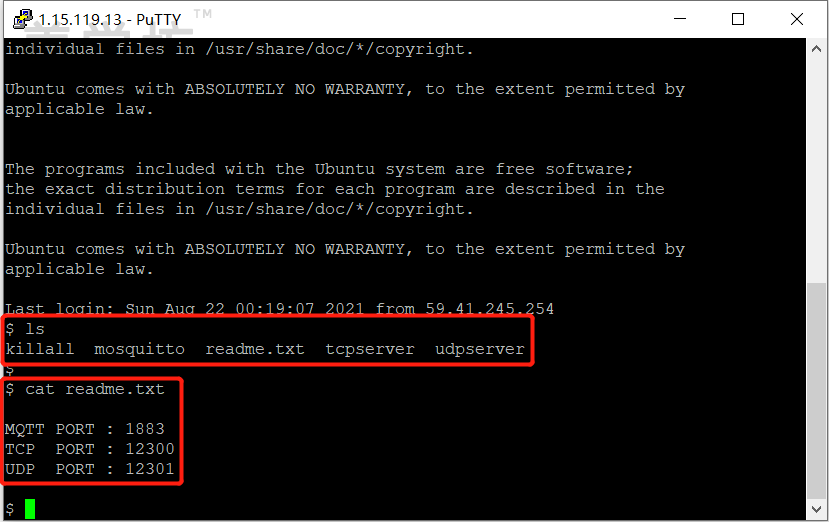 1.15.119.13 - PuTTY
TM
individual files in /usr/share/doc/*/copyright.
Ubuntu comes with ABSOLUTELY NO WARRANTY, to the extent permitted by
applicable law.
The programs included with the Ubuntu system are free software;
the exact distribution terms for each program are described in the
individual files in /usr/share/doc/*/copyright.
Ubuntu comes with ABSOLUTELY NO WARRANTY, to the extent permitted by
applicable law.
Last login: Sun Aug 22 00:19:07 2021 from 59.41.245.254
$ ls
killall  mosquitto  readme.txt  tcpserver  udpserver
$
$ cat readme.txt
MQTT PORT : 1883
TCP  PORT : 12300
UDP  PORT : 12301
$